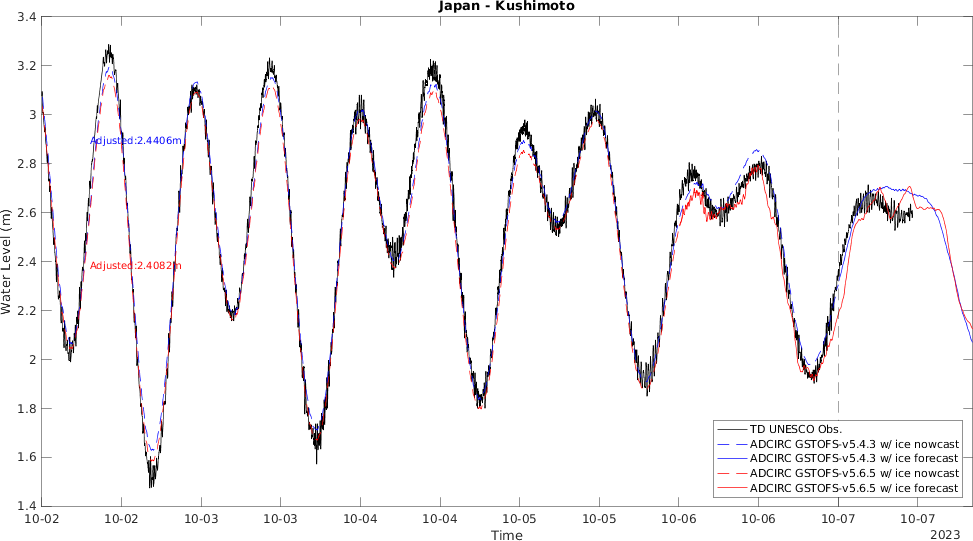 Japan - Kushimoto
3.4
3.2
3
2.8
2.6
2.4
2.2
2
1.8
1.6
1.4
Water Level (m)
Adjusted:2.4406m
Adjusted:2.4082m
TD UNESCO Obs.
ADCIRC GSTOFS-v5.4.3 w/ ice nowcast
ADCIRC GSTOFS-v5.4.3 w/ ice forecast
ADCIRC GSTOFS-v5.6.5 w/ ice nowcast
ADCIRC GSTOFS-v5.6.5 w/ ice forecast
10-02 10-02 10-03 10-03 10-04 10-04 10-05 10-05 10-06 10-06 10-07 10-07
Time
2023